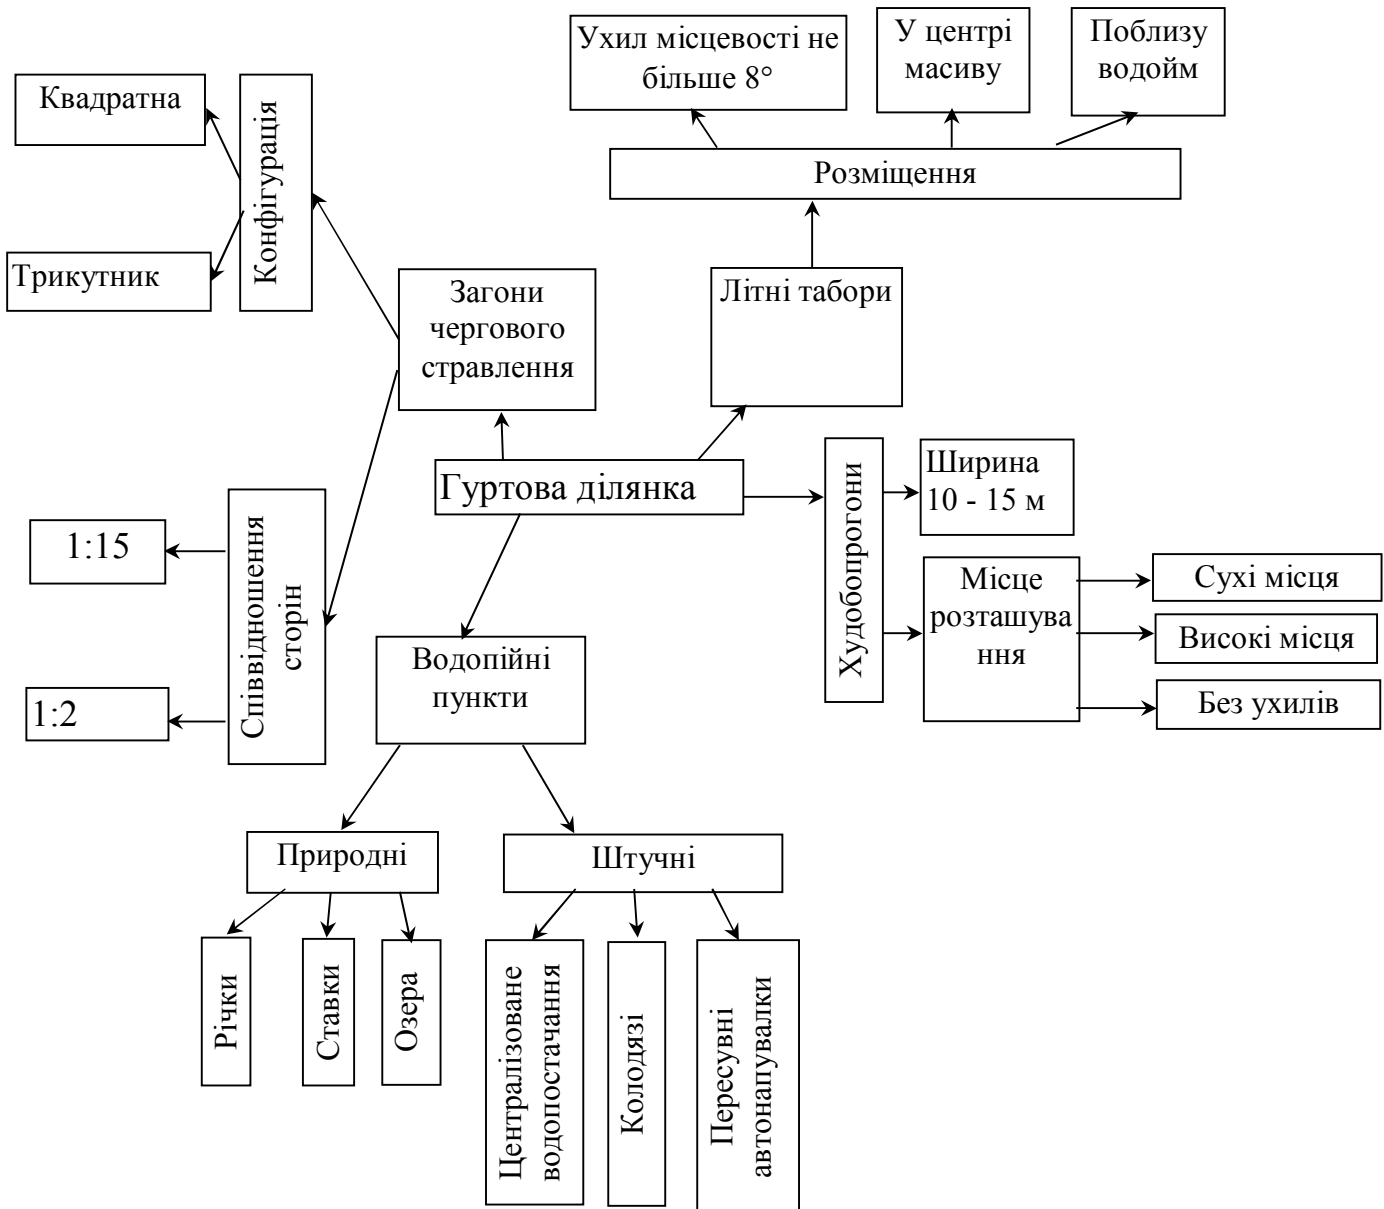 Ухил місцевості не
більше 8°
У центрі
масиву
Поблизу
водойм
Квадратна
Конфігурація
Розміщення
Трикутник
Загони
чергового
стравлення
Літні табори
Гуртова ділянка
Худобопрогони
Ширина
10 - 15 м
Місце
розташува
ння
Сухі місця
Високі місця
Без ухилів
Співвідношення
сторін
1:15
1:2
Водопійні
пункти
Природні
Штучні
Річки
Ставки
Озера
Централізоване
водопостачання
Колодязі
Пересувні
автонапувалки